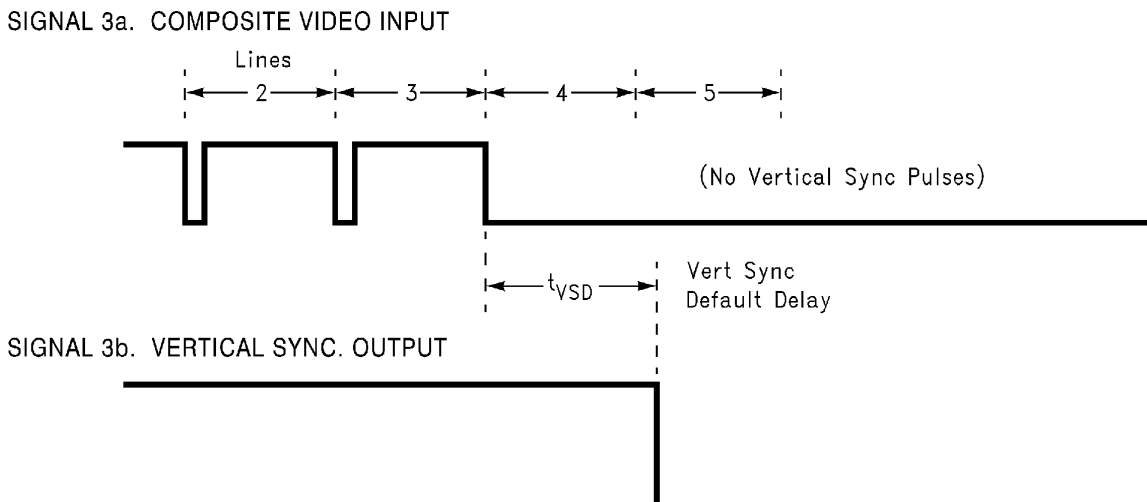 SIGNAL 3a. COMPOSITE VIDEO INPUT
Lines
2 3 4 5
(No Vertical Sync Pulses)
tVSD
Vert Sync
Default Delay
SIGNAL 3b. VERTICAL SYNC. OUTPUT